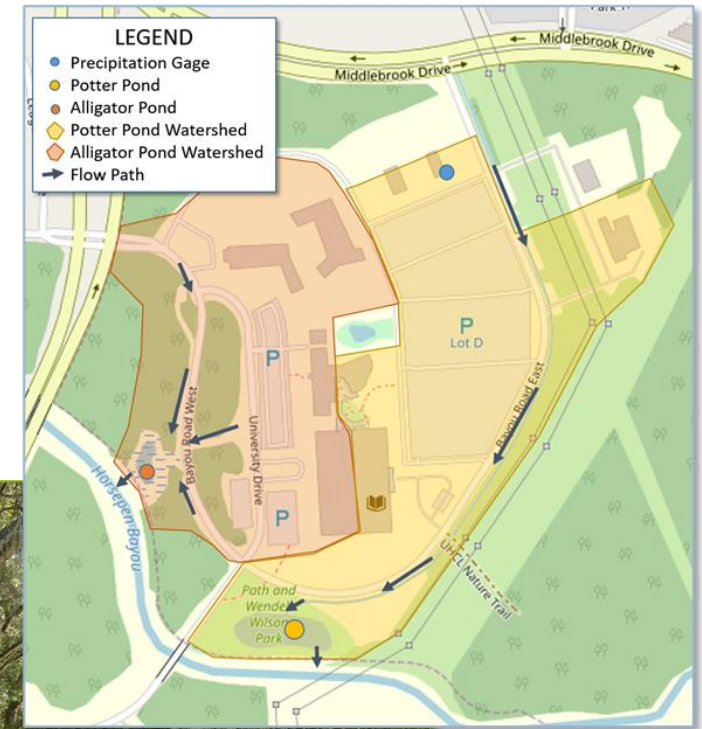 LEGEND
Precipitation Gage
Potter Pond
Alligator Pond
Potter Pond Watershed
Alligator Pond Watershed
Flow Path
Middlebrook Drive
Middlebrook Drive
P
Lot D
P
Bayou Road East
Bayou Road West
University Drive
P
Horsepen Bayou
UHCL Nature Trail
Path and
Wendell
Wilson
Park